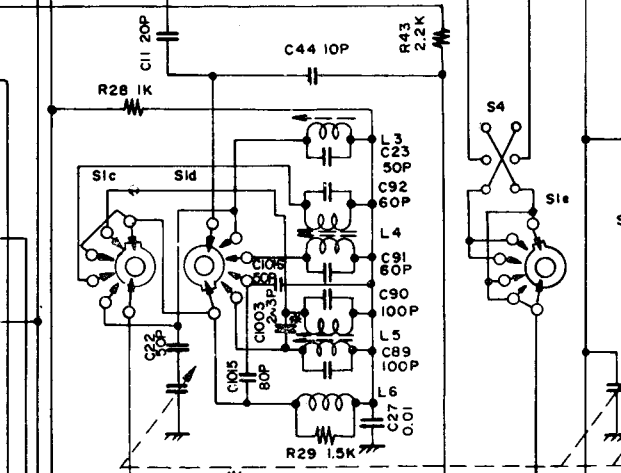 C11 20P
C44 10P
R43
2.2K
R28 1K
S4
L3
C23
50P
S1c
S1d
C92
60P
S1e
L4
C91
60P
C1016
50P
C90
100P
C1003
2~3P
L5
C89
100P
C22
50P
C1015
80P
L6
C27
0.01
R29 1.5K